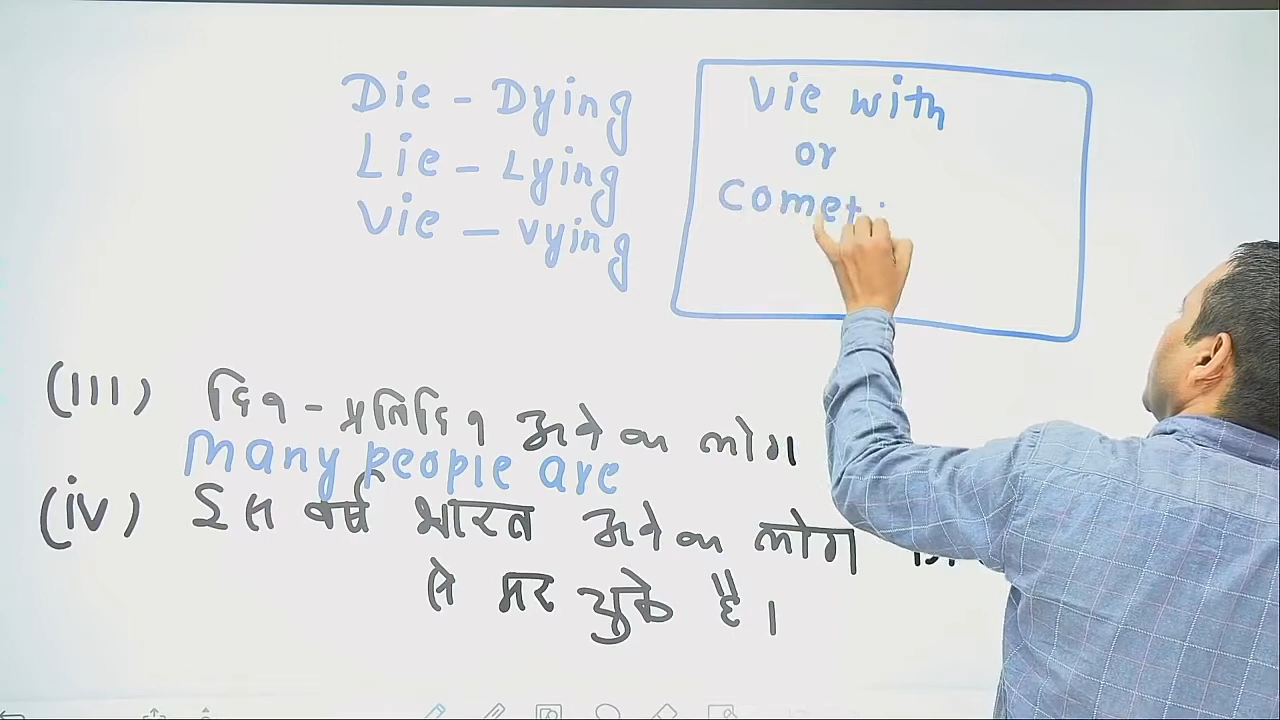 Die - Dying
Lie - Lying
Vie - Vying
Vie with
or
Comet
(iii) दिन-प्रतिदिन अनेक लोग
Many people are
(iv) इस वर्ष भारत अनेक लोग
से मर चुके है।